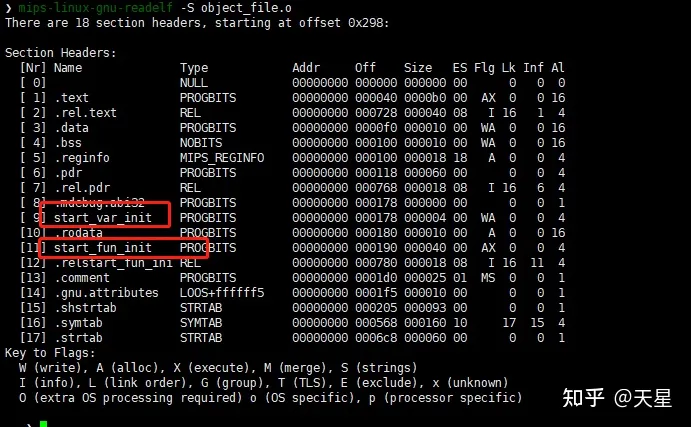 ❯ mips-linux-gnu-readelf -S object_file.o
There are 18 section headers, starting at offset 0x298:
Section Headers:
[Nr] Name Type Addr Off Size ES Flg Lk Inf Al
[ 0] NULL 00000000 000000 000000 00 0 0 0
[ 1] .text PROGBITS 00000000 000040 0000b0 00 AX 0 0 16
[ 2] .rel.text REL 00000000 000728 000040 08 I 16 1 4
[ 3] .data PROGBITS 00000000 0000f0 000010 00 WA 0 0 16
[ 4] .bss NOBITS 00000000 000100 000010 00 WA 0 0 16
[ 5] .reginfo MIPS_REGINFO 00000000 000100 000018 18 A 0 0 4
[ 6] .pdr PROGBITS 00000000 000118 000060 00 0 0 4
[ 7] .rel.pdr REL 00000000 000768 000018 08 I 16 6 4
[ 8] .mdebug.abi32 PROGBITS 00000000 000178 000000 00 0 0 1
[ 9] start_var_init PROGBITS 00000000 000178 000004 00 WA 0 0 4
[10] .rodata PROGBITS 00000000 000180 000010 00 A 0 0 16
[11] start_fun_init PROGBITS 00000000 000190 000040 00 AX 0 0 4
[12] .relstart_fun_ini REL 00000000 000780 000018 08 I 16 11 4
[13] .comment PROGBITS 00000000 0001d0 000025 01 MS 0 0 1
[14] .gnu.attributes LOOS+ffffff5 00000000 0001f5 000010 00 0 0 1
[15] .shstrtab STRTAB 00000000 000205 000093 00 0 0 1
[16] .symtab SYMTAB 00000000 000568 000160 10 17 15 4
[17] .strtab STRTAB 00000000 0006c8 000060 00 0 0 1
Key to Flags:
W (write), A (alloc), X (execute), M (merge), S (strings)
I (info), L (link order), G (group), T (TLS), E (exclude), x (unknown)
O (extra OS processing required) o (OS specific), p (processor specific)
知乎 @天星
❯